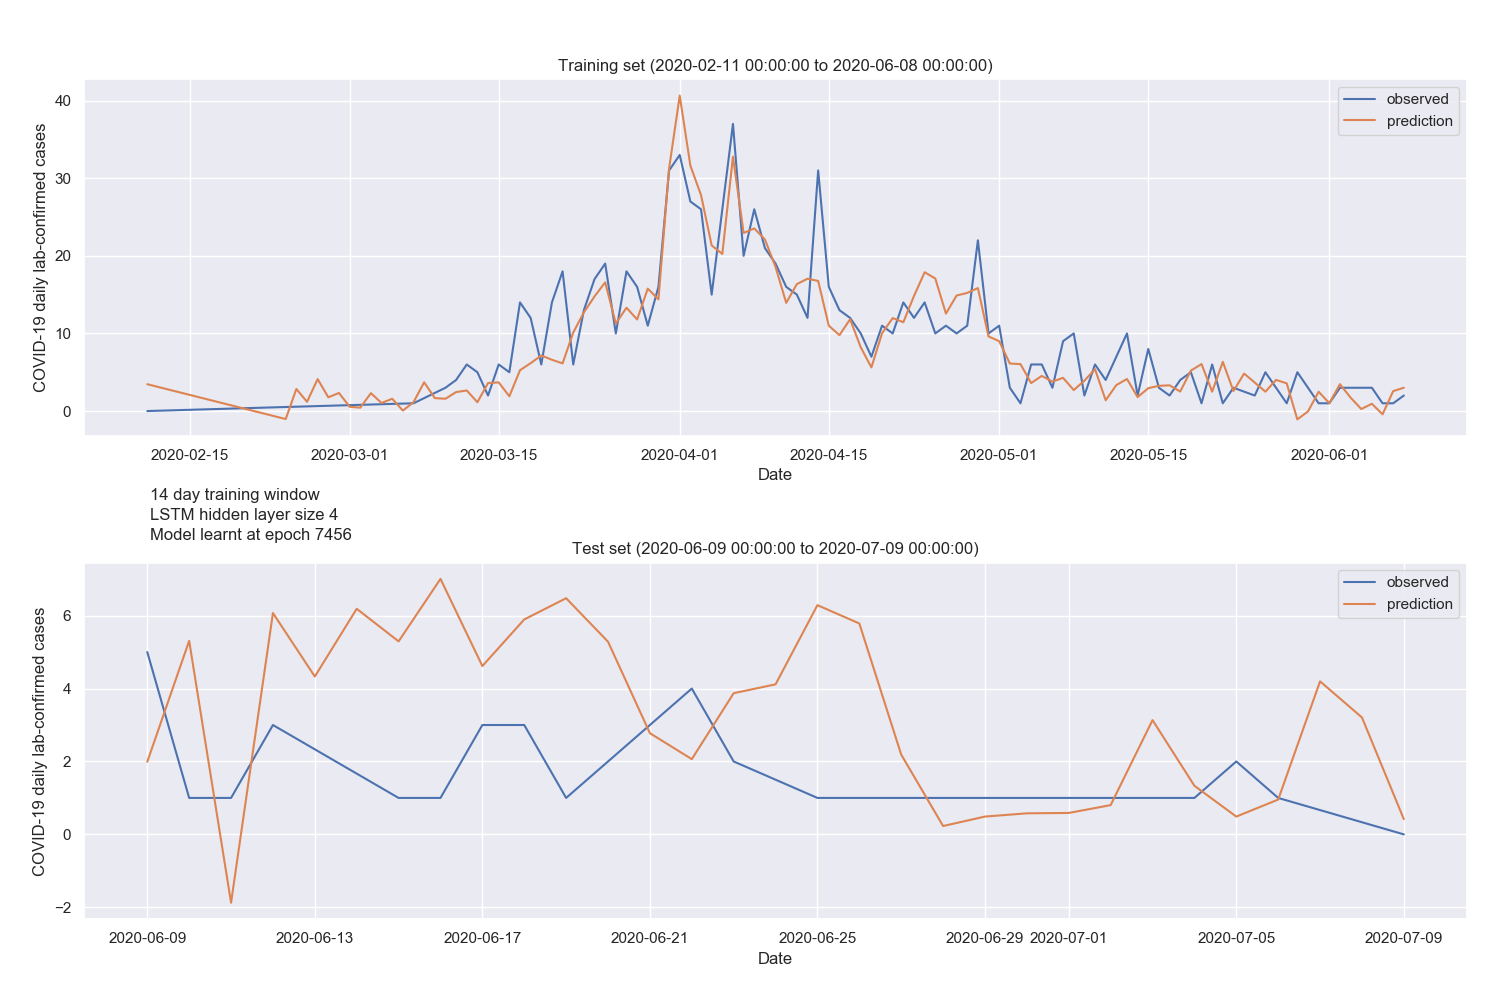 Training set (2020-02-11 00:00:00 to 2020-06-08 00:00:00)
COVID-19 daily lab-confirmed cases
40
30
20
10
0
observed
prediction
2020-02-15 2020-03-01 2020-03-15 2020-04-01 2020-04-15 2020-05-01 2020-05-15 2020-06-01
Date
14 day training window
LSTM hidden layer size 4
Model learnt at epoch 7456
Test set (2020-06-09 00:00:00 to 2020-07-09 00:00:00)
COVID-19 daily lab-confirmed cases
6
4
2
0
−2
observed
prediction
2020-06-09 2020-06-13 2020-06-17 2020-06-21 2020-06-25 2020-06-29 2020-07-01 2020-07-05 2020-07-09
Date